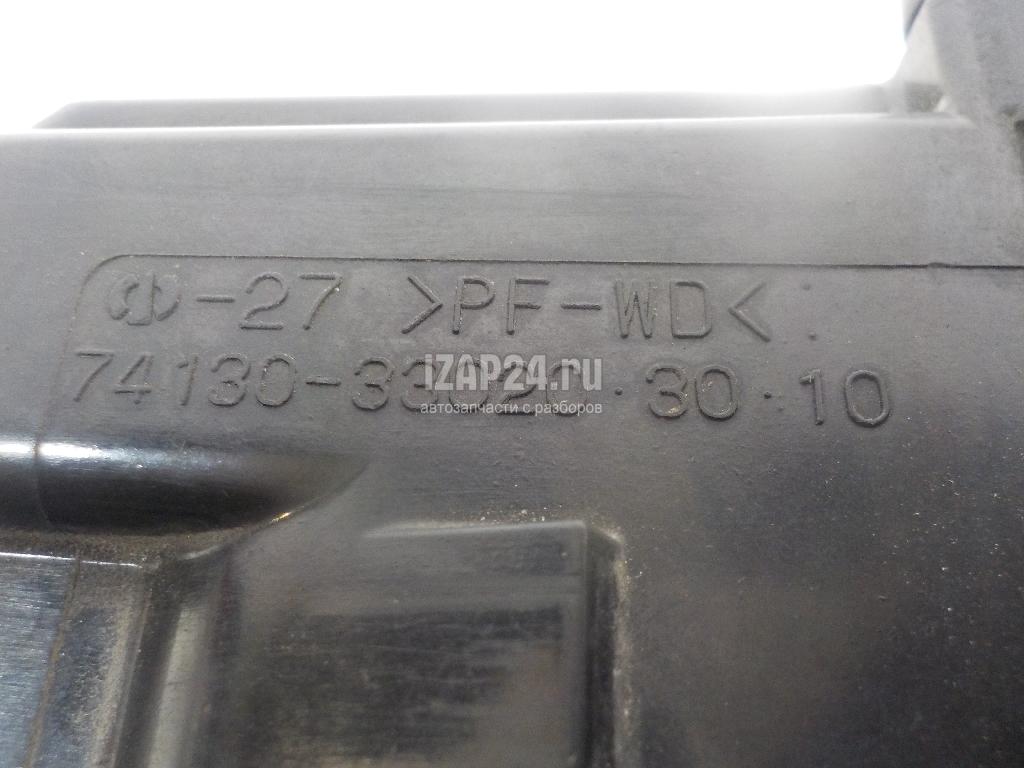 -27 >PF-WD<
74130-33020·30·10
iZAP24.ru
автозапчасти с разборов